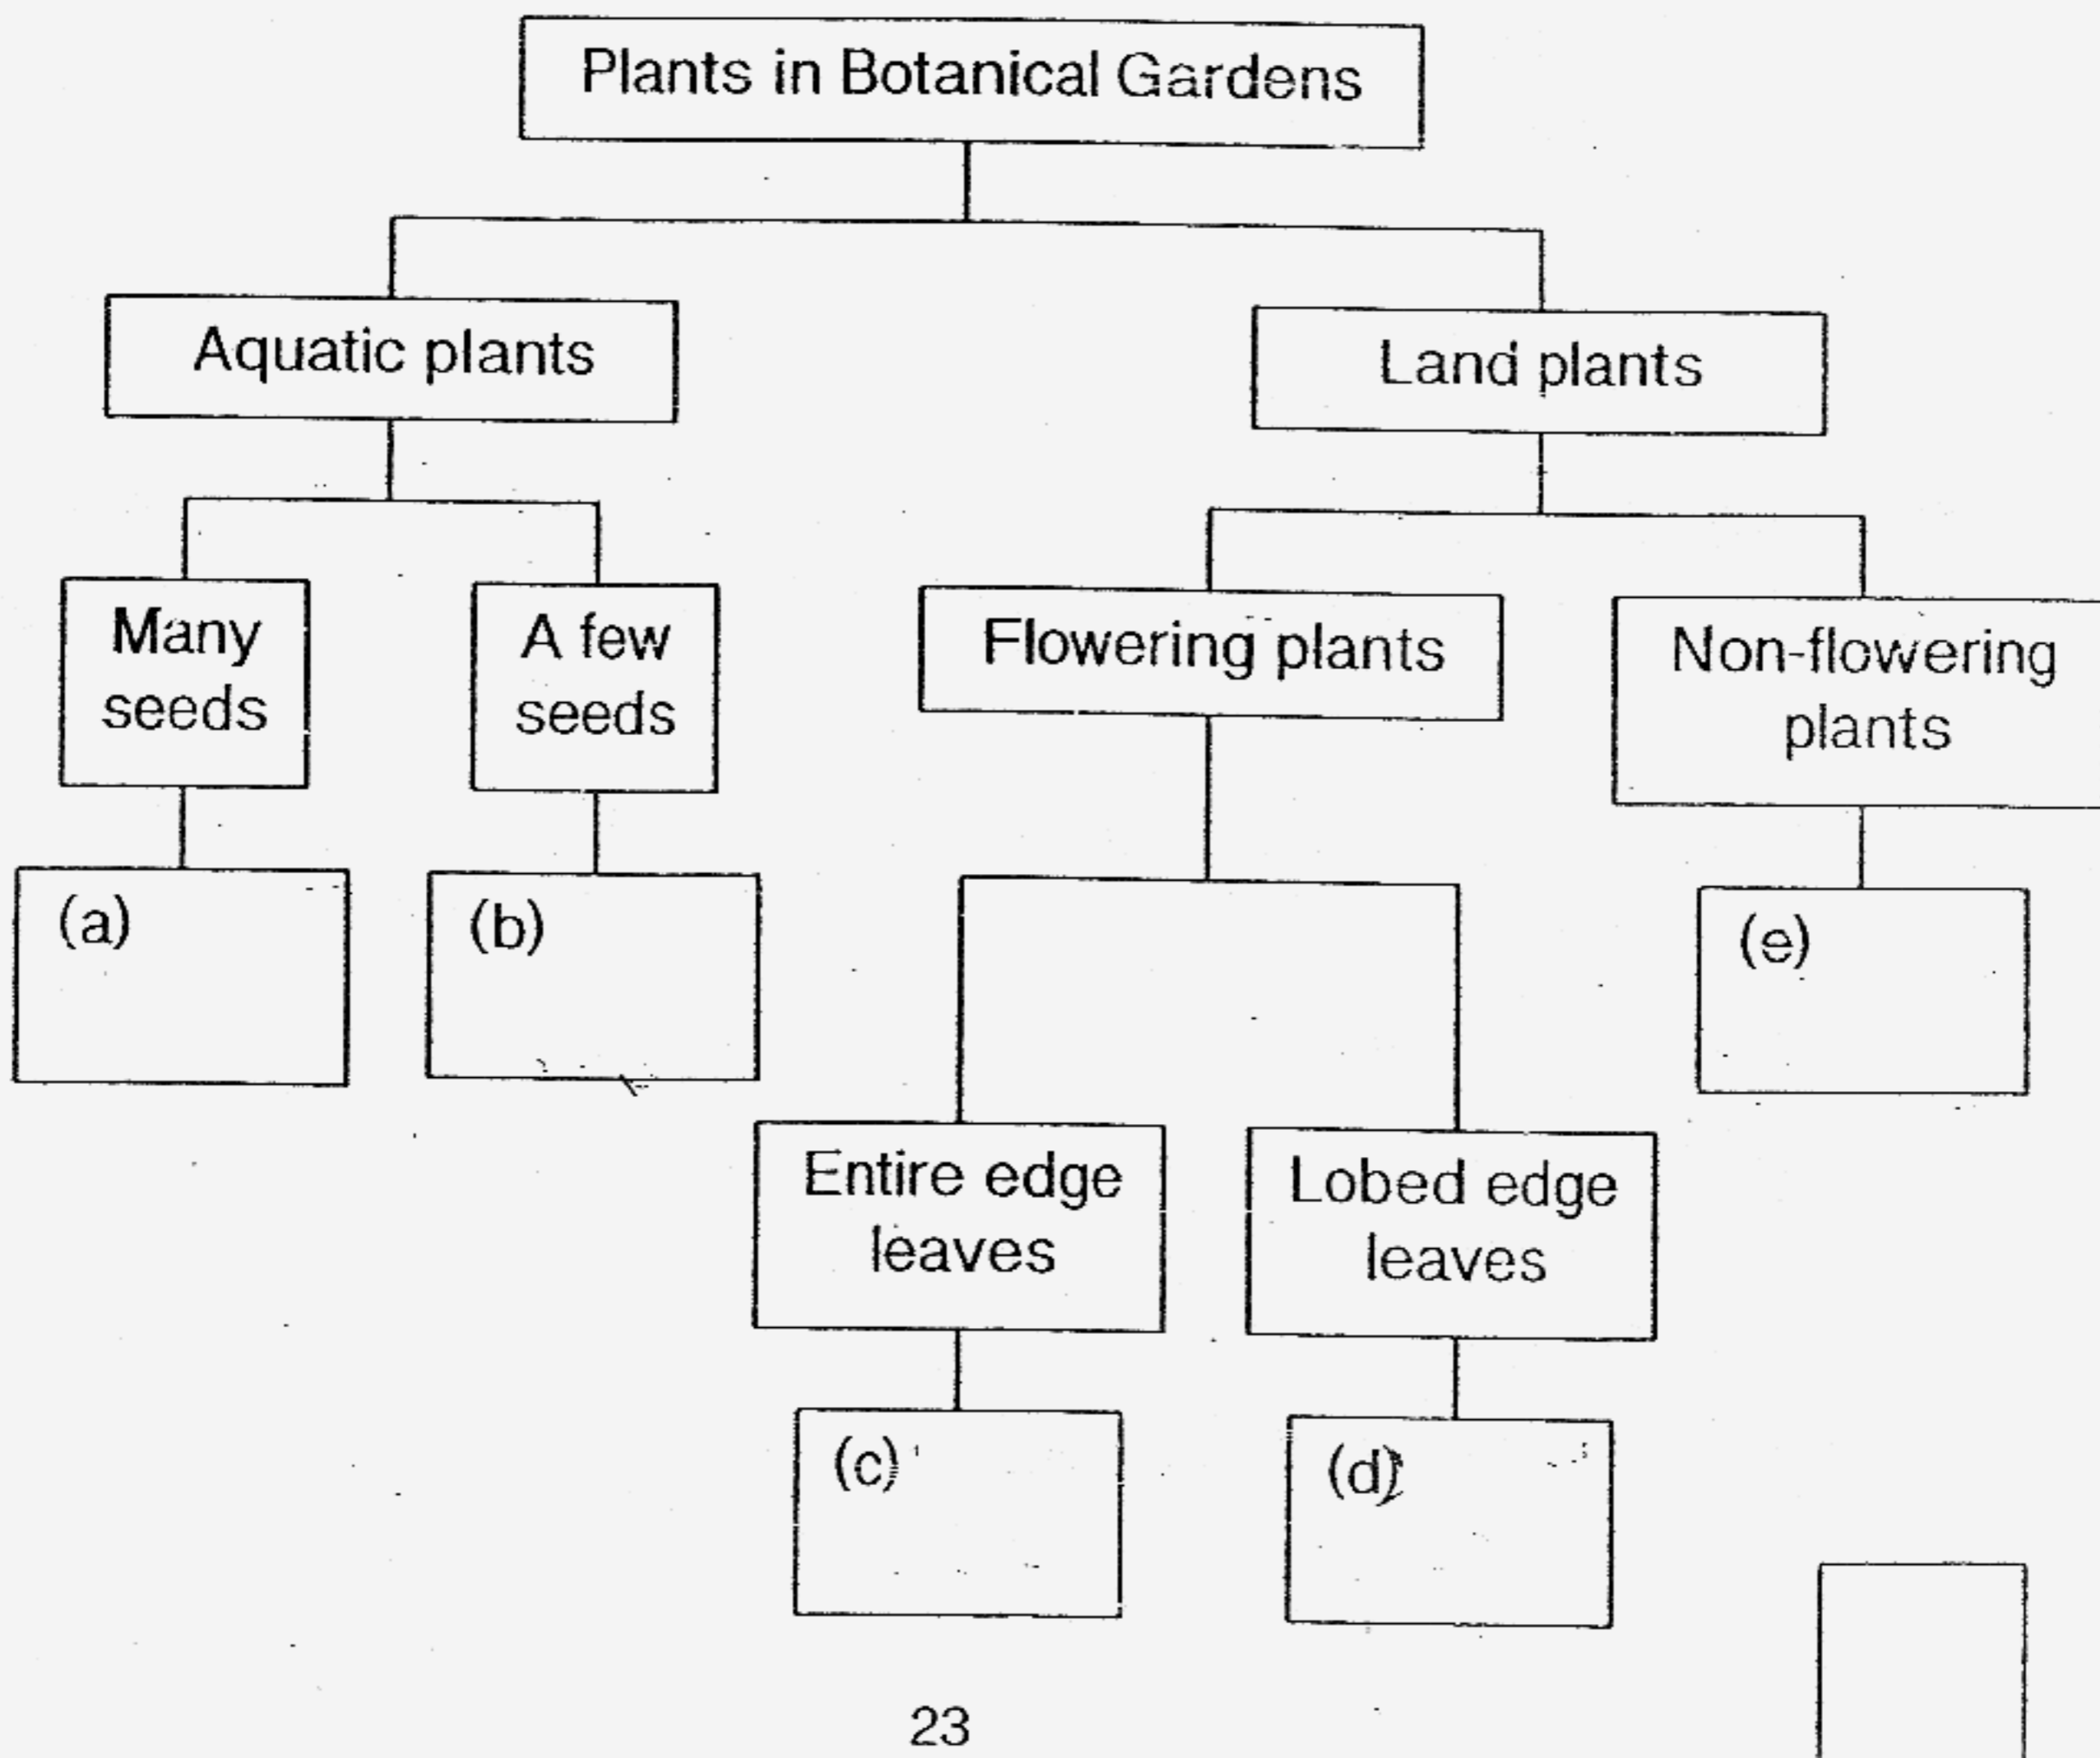 Plants in Botanical Gardens
Aquatic plants
Land plants
Many
seeds
A few
seeds
Flowering plants
Non-flowering
plants
(a)
(b)
(e)
Entire edge
leaves
Lobed edge
leaves
(c)
(d)
23